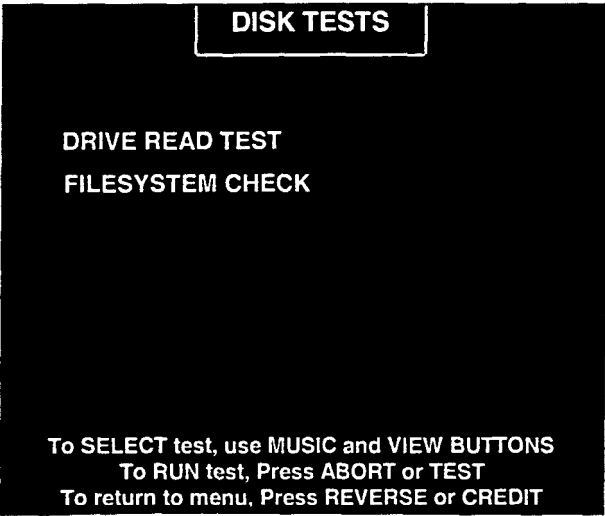 DISK TESTS
DRIVE READ TEST
FILESYSTEM CHECK
To SELECT test, use MUSIC and VIEW BUTTONS
To RUN test, Press ABORT or TEST
To return to menu, Press REVERSE or CREDIT